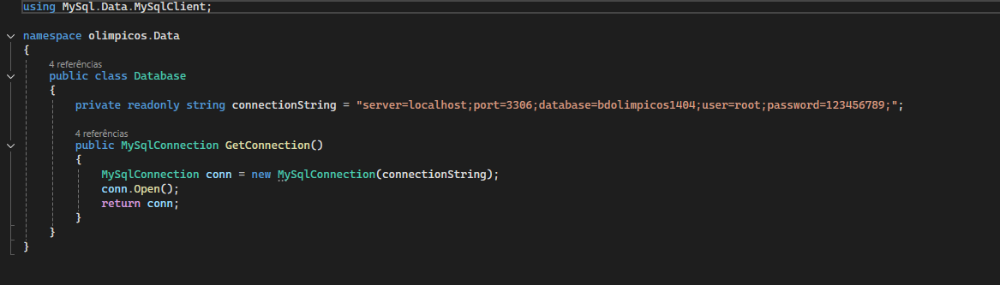 using MySql.Data.MySqlClient;
namespace olimpicos.Data
{
4 referências
public class Database
{
private readonly string connectionString = "server=localhost;port=3306;database=bdolimpicos1404;user=root;password=123456789;";
4 referências
public MySqlConnection GetConnection()
{
MySqlConnection conn = new MySqlConnection(connectionString);
conn.Open();
return conn;
}
}
}